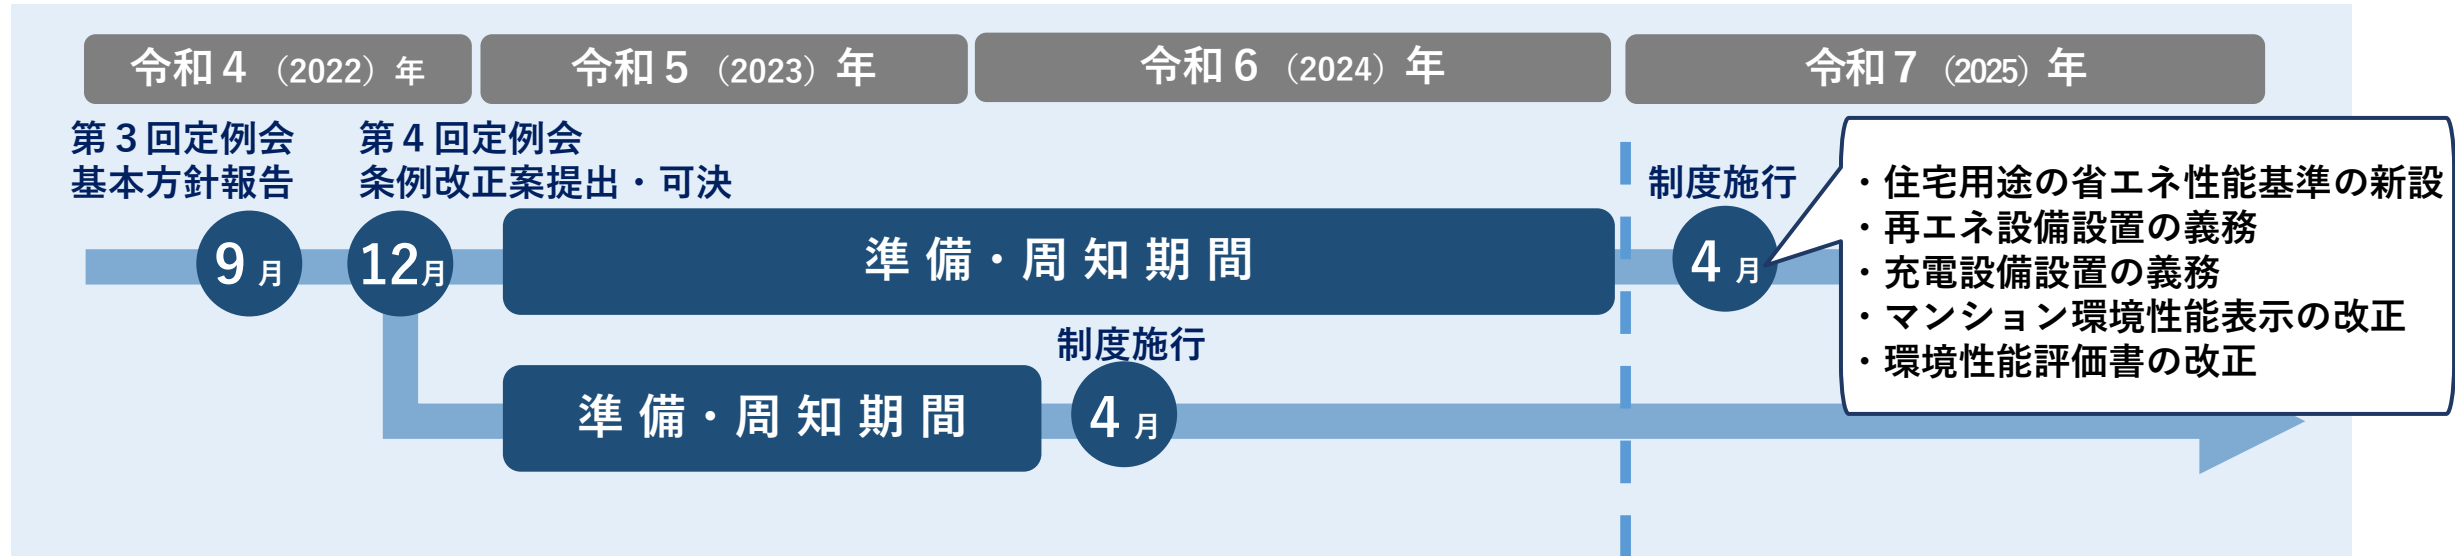 令和４（2022）年
令和５（2023）年
令和６（2024）年
令和７（2025）年
第３回定例会
基本方針報告
第４回定例会
条例改正案提出・可決
9月
12月
準備・周知期間
制度施行
4月
・住宅用途の省エネ性能基準の新設
・再エネ設備設置の義務
・充電設備設置の義務
・マンション環境性能表示の改正
・環境性能評価書の改正
準備・周知期間
制度施行
4月